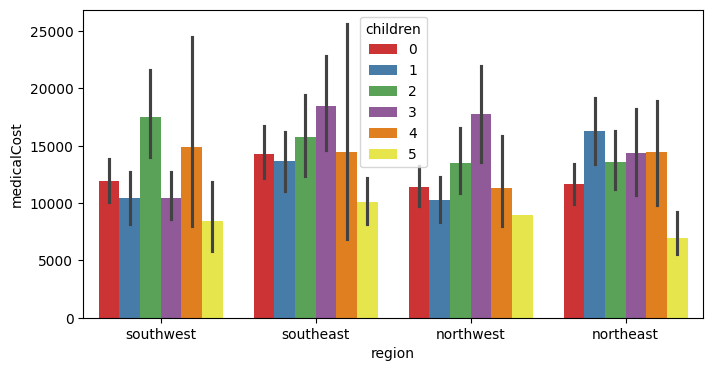 25000
20000
15000
10000
5000
0
medicalCost
children
0
1
2
3
4
5
southwest
southeast
northwest
northeast
region